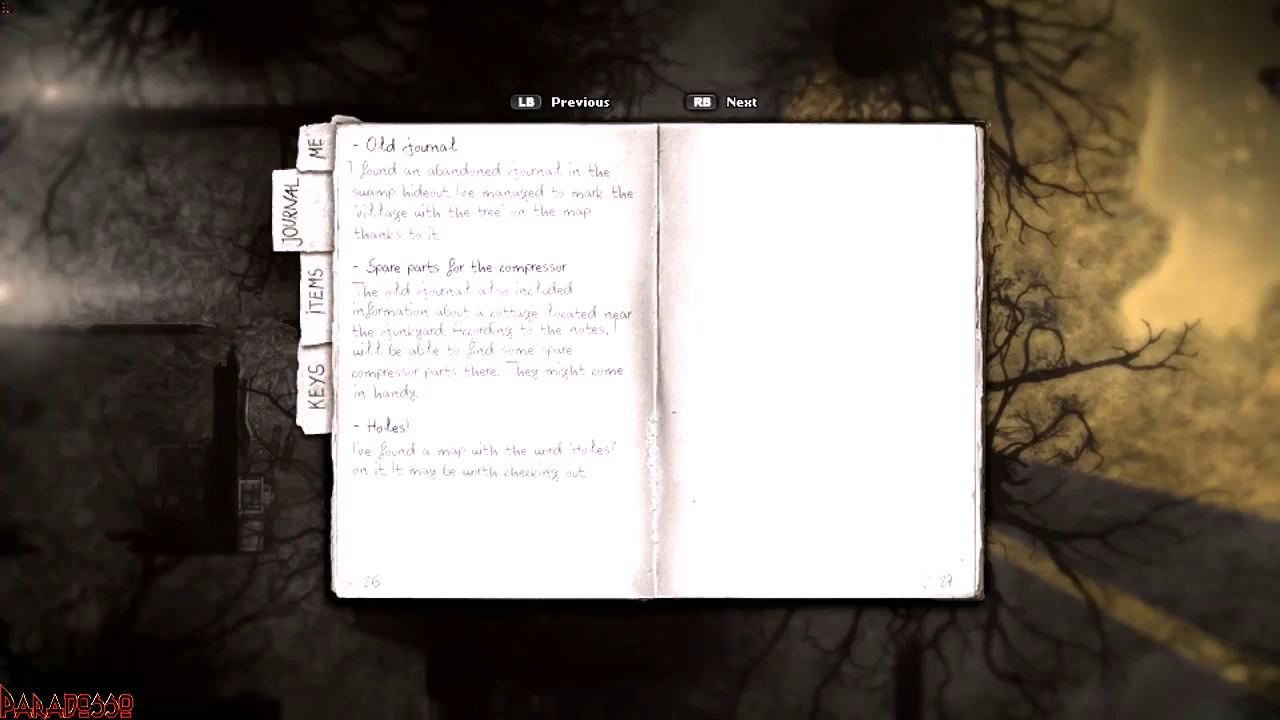 LB Previous RB Next
ME
JOURNAL
ITEMS
KEYS
- Old journal
I found an abandoned journal in the
swamp hideout. I've managed to mark the
"village with the tree" on the map
thanks to it.
- Spare parts for the compressor
The old journal also included
information about a cottage located near
the junkyard. According to the notes, I
will be able to find some spare
compressor parts there. They might come
in handy.
- Holes!
I've found a map with the word "Holes!"
on it. It may be worth checking out.
26
27
PARADOSSO